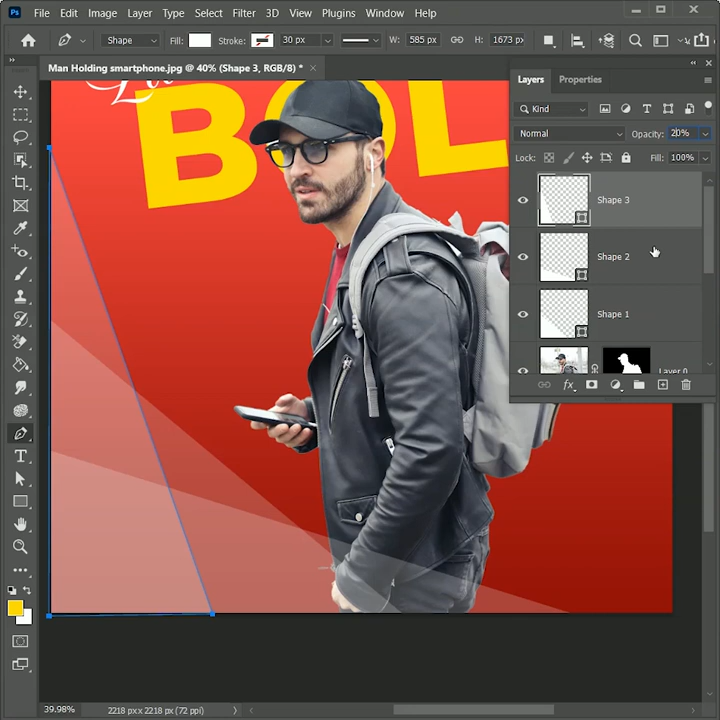 Ps File Edit Image Layer Type Select Filter 3D View Plugins Window Help
Shape Fill: Stroke: 30 px W: 585 px H: 1673 px
Man Holding smartphone.jpg @ 40% (Shape 3, RGB/8) *
BOL
Layers Properties
Kind
Normal Opacity: 20%
Lock: Fill: 100%
Shape 3
Shape 2
Shape 1
Layer 0
fx
39.98% 2218 px x 2218 px (72 ppi)